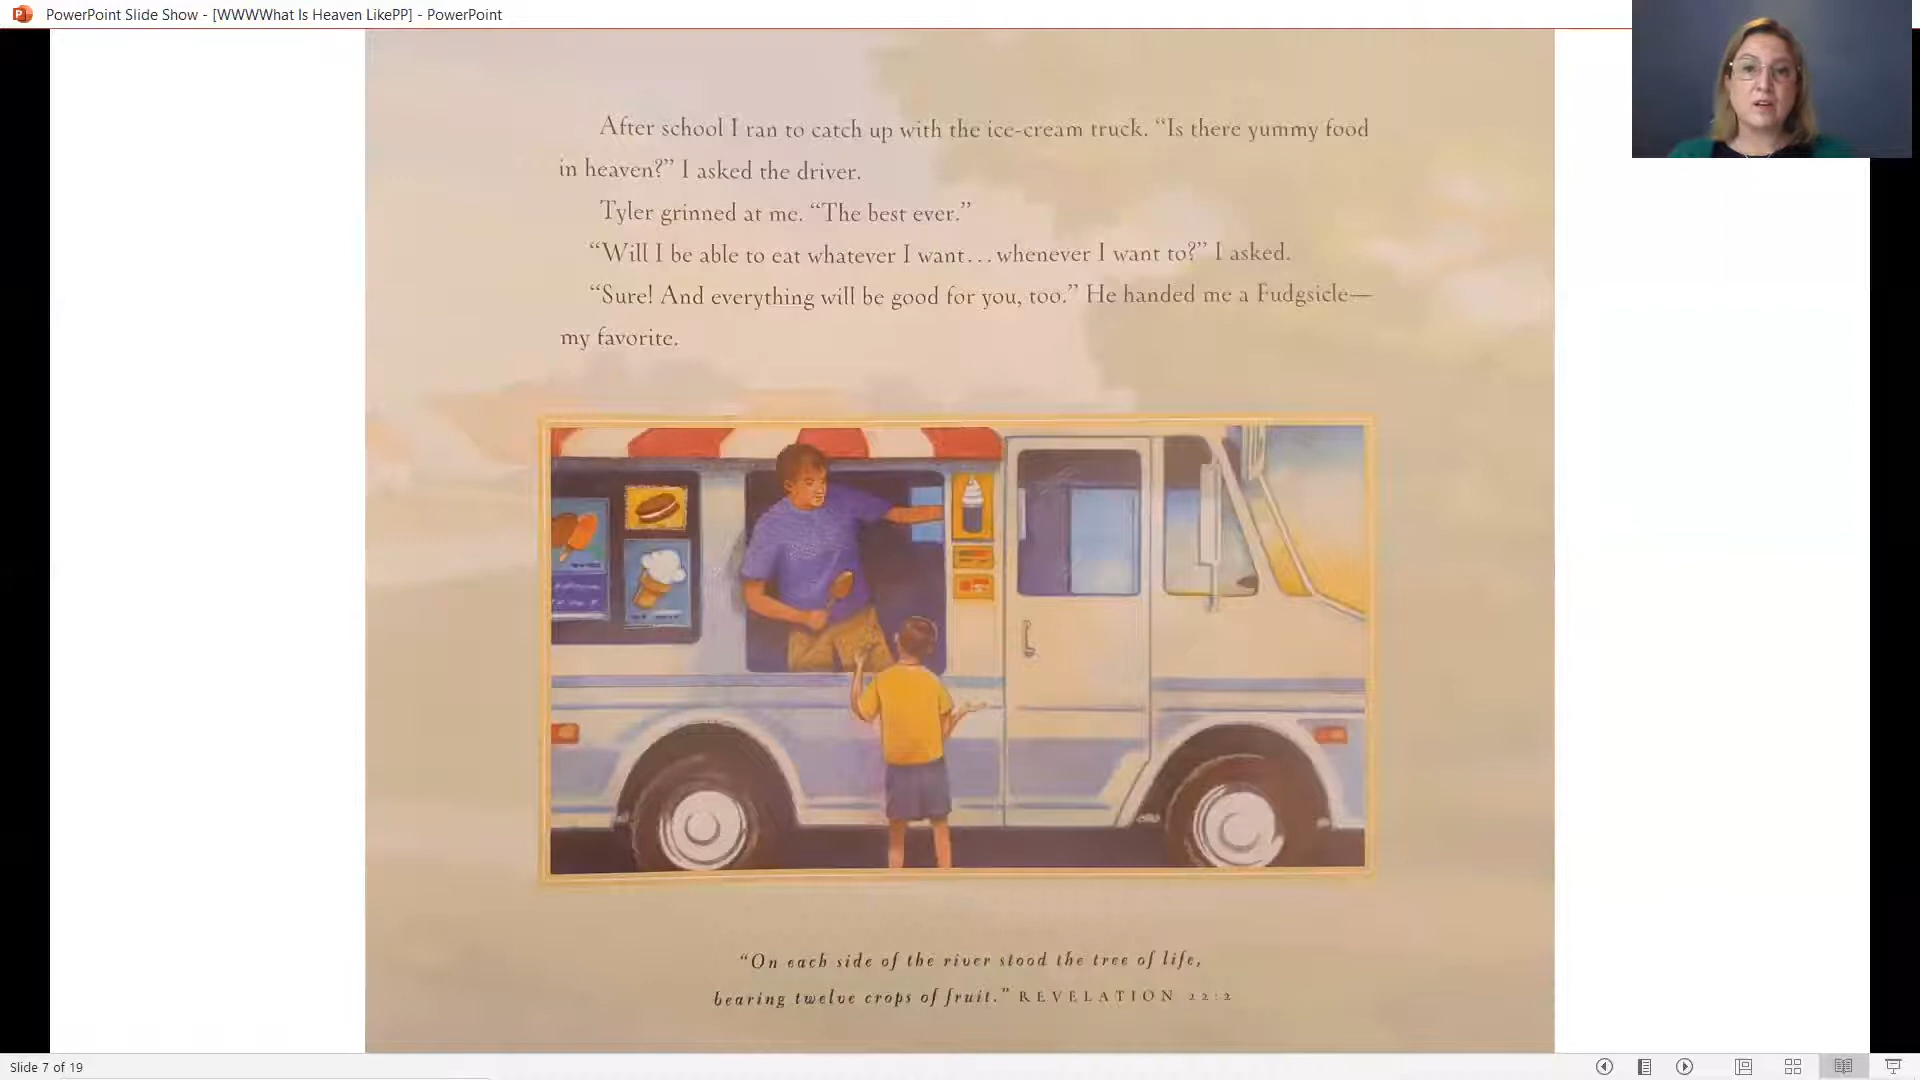 PowerPoint Slide Show - [WWWWhat Is Heaven LikePP] - PowerPoint
After school I ran to catch up with the ice-cream truck. “Is there yummy food
in heaven?” I asked the driver.
Tyler grinned at me. “The best ever.”
“Will I be able to eat whatever I want...whenever I want to?” I asked.
“Sure! And everything will be good for you, too.” He handed me a Fudgsicle—
my favorite.
“On each side of the river stood the tree of life,
bearing twelve crops of fruit.” REVELATION 22:2
Slide 7 of 19